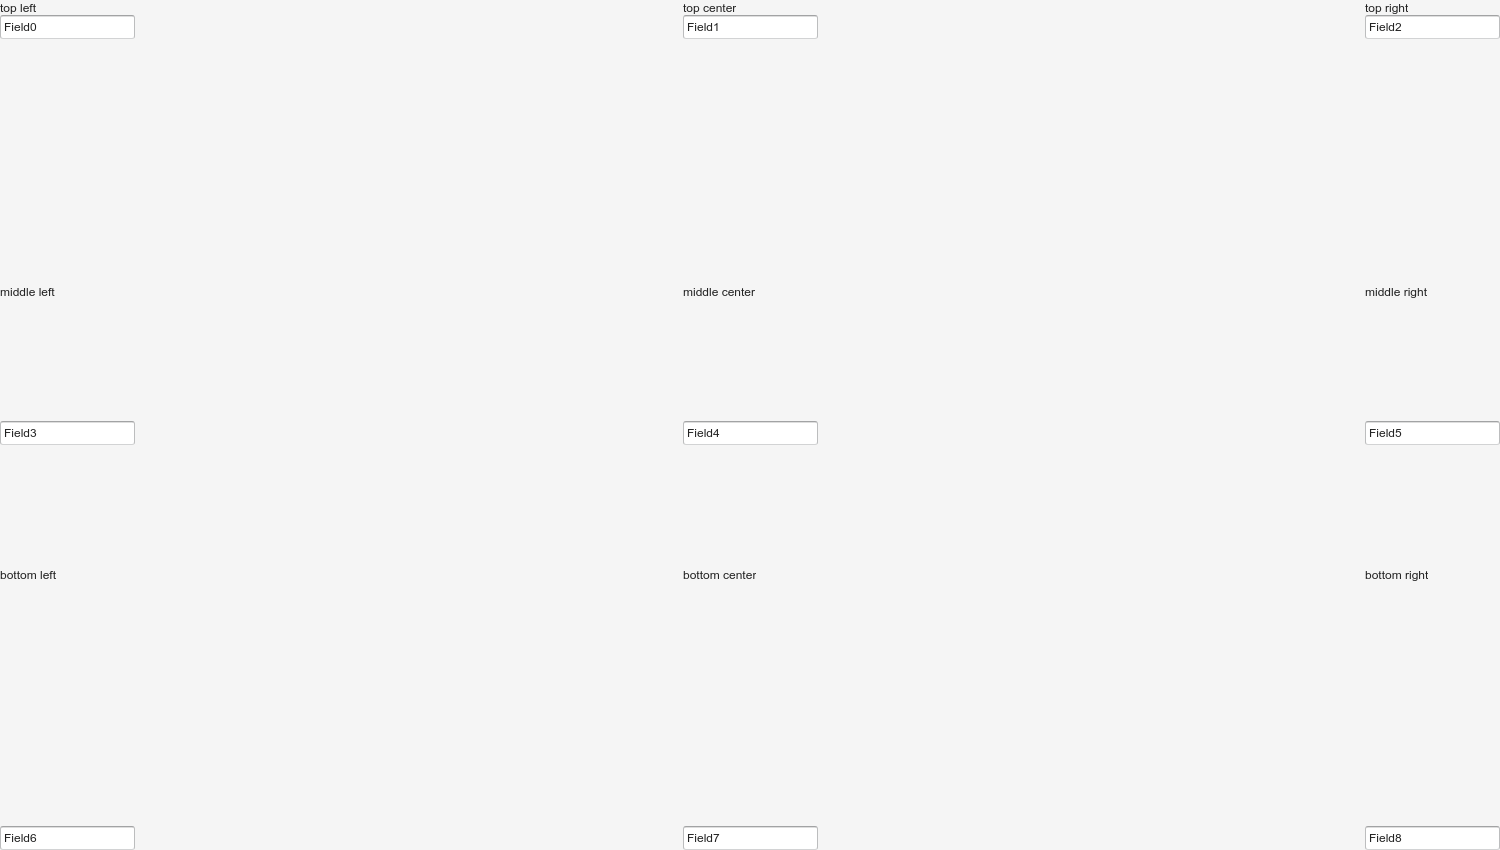 top left
top center
top right
Field0
Field1
Field2
middle left
middle center
middle right
Field3
Field4
Field5
bottom left
bottom center
bottom right
Field6
Field7
Field8